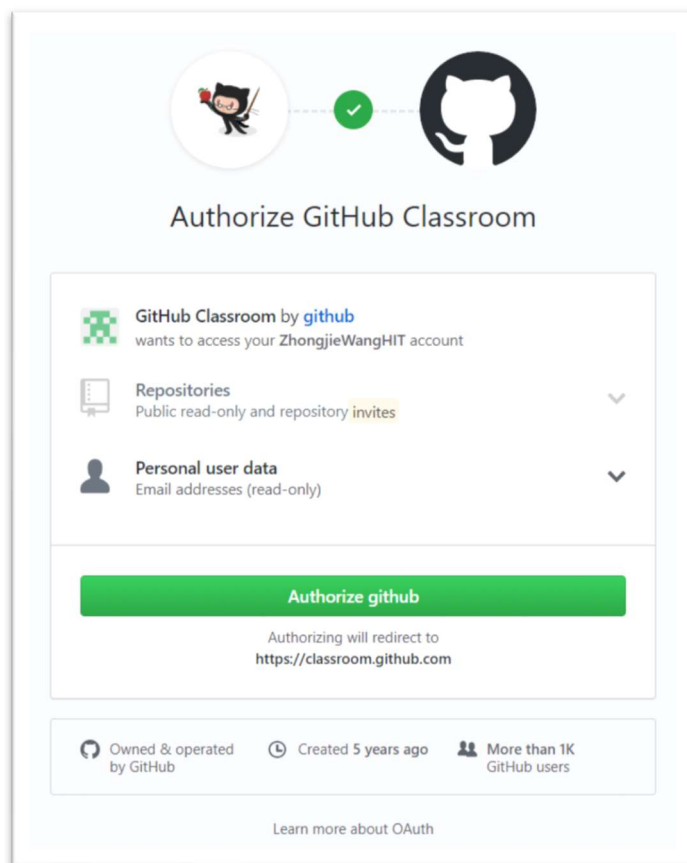 Authorize GitHub Classroom
GitHub Classroom by github
wants to access your ZhongjieWangHIT account
Repositories
Public read-only and repository invites
Personal user data
Email addresses (read-only)
Authorize github
Authorizing will redirect to
https://classroom.github.com
Owned & operated
by GitHub
Created 5 years ago
More than 1K
GitHub users
Learn more about OAuth